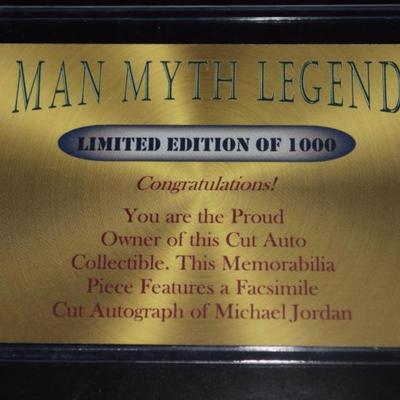 MAN MYTH LEGEND
LIMITED EDITION OF 1000
Congratulations!
You are the Proud
Owner of this Cut Auto
Collectible. This Memorabilia
Piece Features a Facsimile
Cut Autograph of Michael Jordan